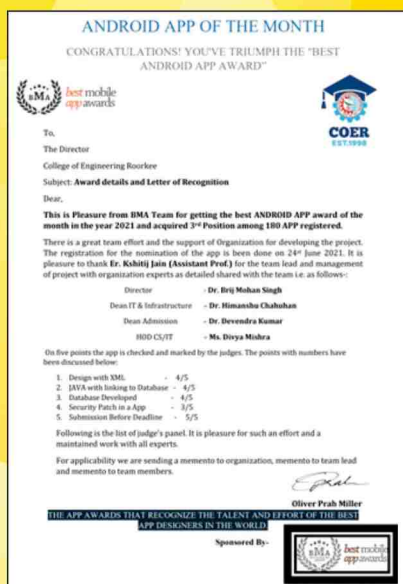 ANDROID APP OF THE MONTH
CONGRATULATIONS! YOU'VE TRIUMPH THE "BEST
ANDROID APP AWARD"
BMA
best mobile
app awards
COER
EST.1998
To,
The Director
College of Engineering Roorkee
Subject: Award details and Letter of Recognition
Dear,
This is Pleasure from BMA Team for getting the best ANDROID APP award of the
month in the year 2021 and acquired 3rd Position among 180 APP registered.
There is a great team effort and the support of Organization for developing the project.
The registration for the nomination of the app is been done on 24th June 2021. It is
pleasure to thank Er. Kshitij Jain (Assistant Prof.) for the team lead and management
of project with organization experts as detailed shared with the team i.e. as follows-:
Director - Dr. Brij Mohan Singh
Dean IT & Infrastructure - Dr. Himanshu Chahuhan
Dean Admission - Dr. Devendra Kumar
HOD CS/IT - Ms. Divya Mishra
On five points the app is checked and marked by the judges. The points with numbers have
been discussed below:
1. Design with XML - 4/5
2. JAVA with linking to Database - 4/5
3. Database Developed - 4/5
4. Security Patch in a App - 3/5
5. Submission Before Deadline - 5/5
Following is the list of judge's panel. It is pleasure for such an effort and a
maintained work with all experts.
For applicability we are sending a memento to organization, memento to team lead
and memento to team members.
Oliver Prah Miller
THE APP AWARDS THAT RECOGNIZE THE TALENT AND EFFORT OF THE BEST
APP DESIGNERS IN THE WORLD.
Sponsored By-
BMA
best mobile
app awards